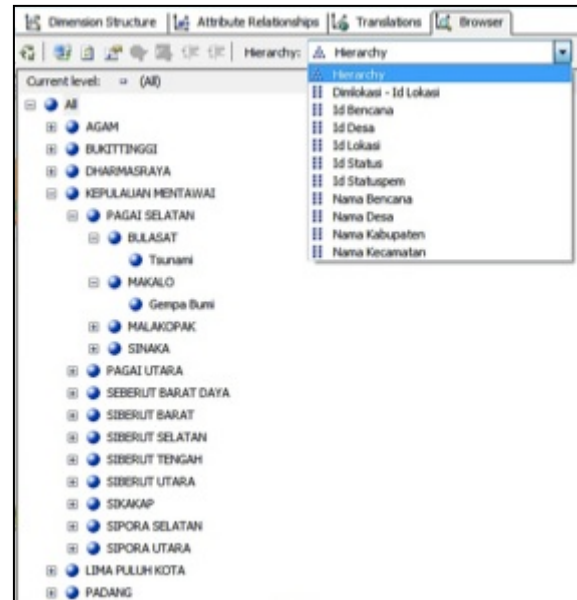 Dimension Structure Attribute Relationships Translations Browser
Hierarchy: Hierarchy
Current level: (All)
Hierarchy
Dimlokasi - Id Lokasi
Id Bencana
Id Desa
Id Lokasi
Id Status
Id Statuspem
Nama Bencana
Nama Desa
Nama Kabupaten
Nama Kecamatan
All
AGAM
BUKITTINGGI
DHARMASRAYA
KEPULAUAN MENTAWAI
PAGAI SELATAN
BULASAT
Tsunami
MAKALO
Gempa Bumi
MALAKOPAK
SINAKA
PAGAI UTARA
SEBERUT BARAT DAYA
SIBERUT BARAT
SIBERUT SELATAN
SIBERUT TENGAH
SIBERUT UTARA
SIKAKAP
SIPORA SELATAN
SIPORA UTARA
LIMA PULUH KOTA
PADANG